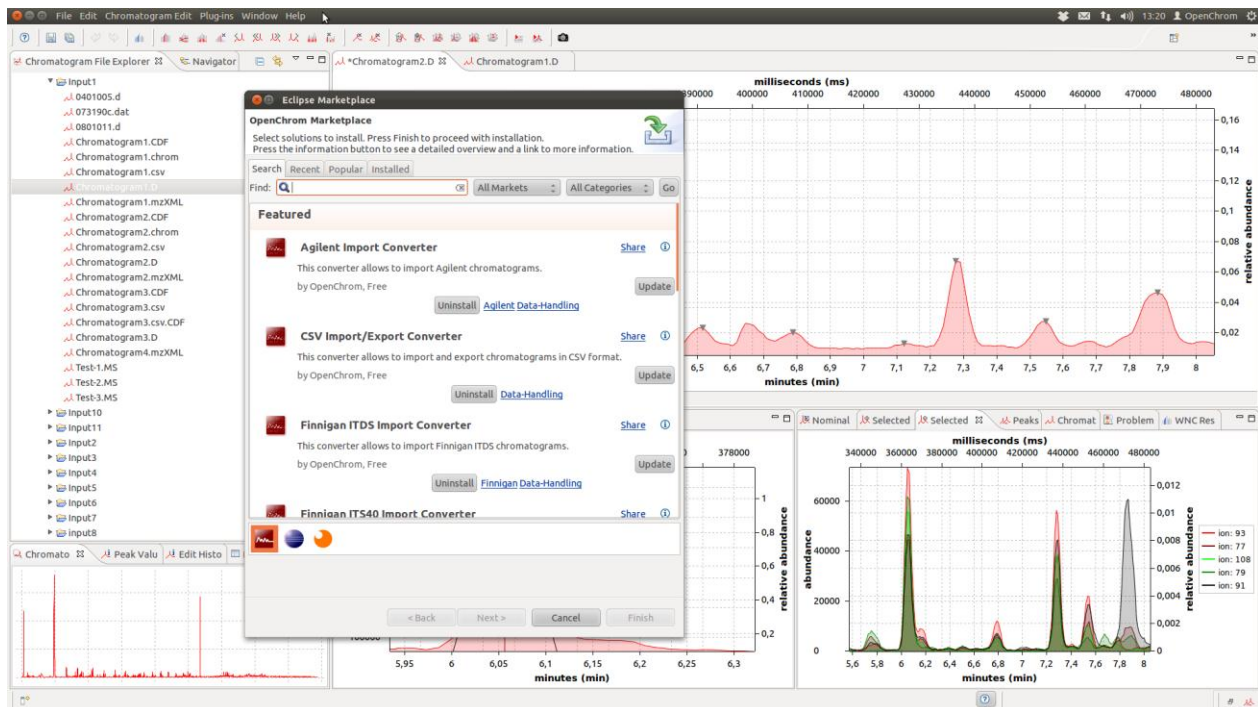 File Edit Chromatogram Edit Plug-ins Window Help
13:20 OpenChrom
Chromatogram File Explorer Navigator
Input1
0401005.d
073190c.dat
0801011.d
Chromatogram1.CDF
Chromatogram1.chrom
Chromatogram1.csv
Chromatogram1.D
Chromatogram1.mzXML
Chromatogram2.CDF
Chromatogram2.chrom
Chromatogram2.csv
Chromatogram2.D
Chromatogram2.mzXML
Chromatogram3.CDF
Chromatogram3.csv
Chromatogram3.csv.CDF
Chromatogram3.D
Chromatogram4.mzXML
Test-1.MS
Test-2.MS
Test-3.MS
Input10
Input11
Input2
Input3
Input4
Input5
Input6
Input7
input8
Chromato Peak Valu Edit Histo
*Chromatogram2.D Chromatogram1.D
milliseconds (ms)
390000 400000 410000 420000 430000 440000 450000 460000 470000 480000
0,16
0,14
0,12
0,1
0,08
0,06
0,04
0,02
relative abundance
6,5 6,6 6,7 6,8 6,9 7 7,1 7,2 7,3 7,4 7,5 7,6 7,7 7,8 7,9 8
minutes (min)
Eclipse Marketplace
OpenChrom Marketplace
Select solutions to install. Press Finish to proceed with installation.
Press the information button to see a detailed overview and a link to more information.
Search Recent Popular Installed
Find: All Markets All Categories Go
Featured
Agilent Import Converter Share
This converter allows to import Agilent chromatograms.
by OpenChrom, Free Update
Uninstall Agilent Data-Handling
CSV Import/Export Converter Share
This converter allows to import and export chromatograms in CSV format.
by OpenChrom, Free Update
Uninstall Data-Handling
Finnigan ITDS Import Converter Share
This converter allows to import Finnigan ITDS chromatograms.
by OpenChrom, Free Update
Uninstall Finnigan Data-Handling
Finnigan ITS40 Import Converter Share
< Back Next > Cancel Finish
378000
1
0,8
0,6
0,4
0,2
relative abundance
5,95 6 6,05 6,1 6,15 6,2 6,25 6,3
minutes (min)
Nominal Selected Selected Peaks Chromat Problem WNC Res
milliseconds (ms)
340000 360000 380000 400000 420000 440000 460000 480000
60000
40000
20000
0
abundance
0,012
0,01
0,008
0,006
0,004
0,002
0
relative abundance
ion: 93
ion: 77
ion: 108
ion: 79
ion: 91
5,6 5,8 6 6,2 6,4 6,6 6,8 7 7,2 7,4 7,6 7,8 8
minutes (min)